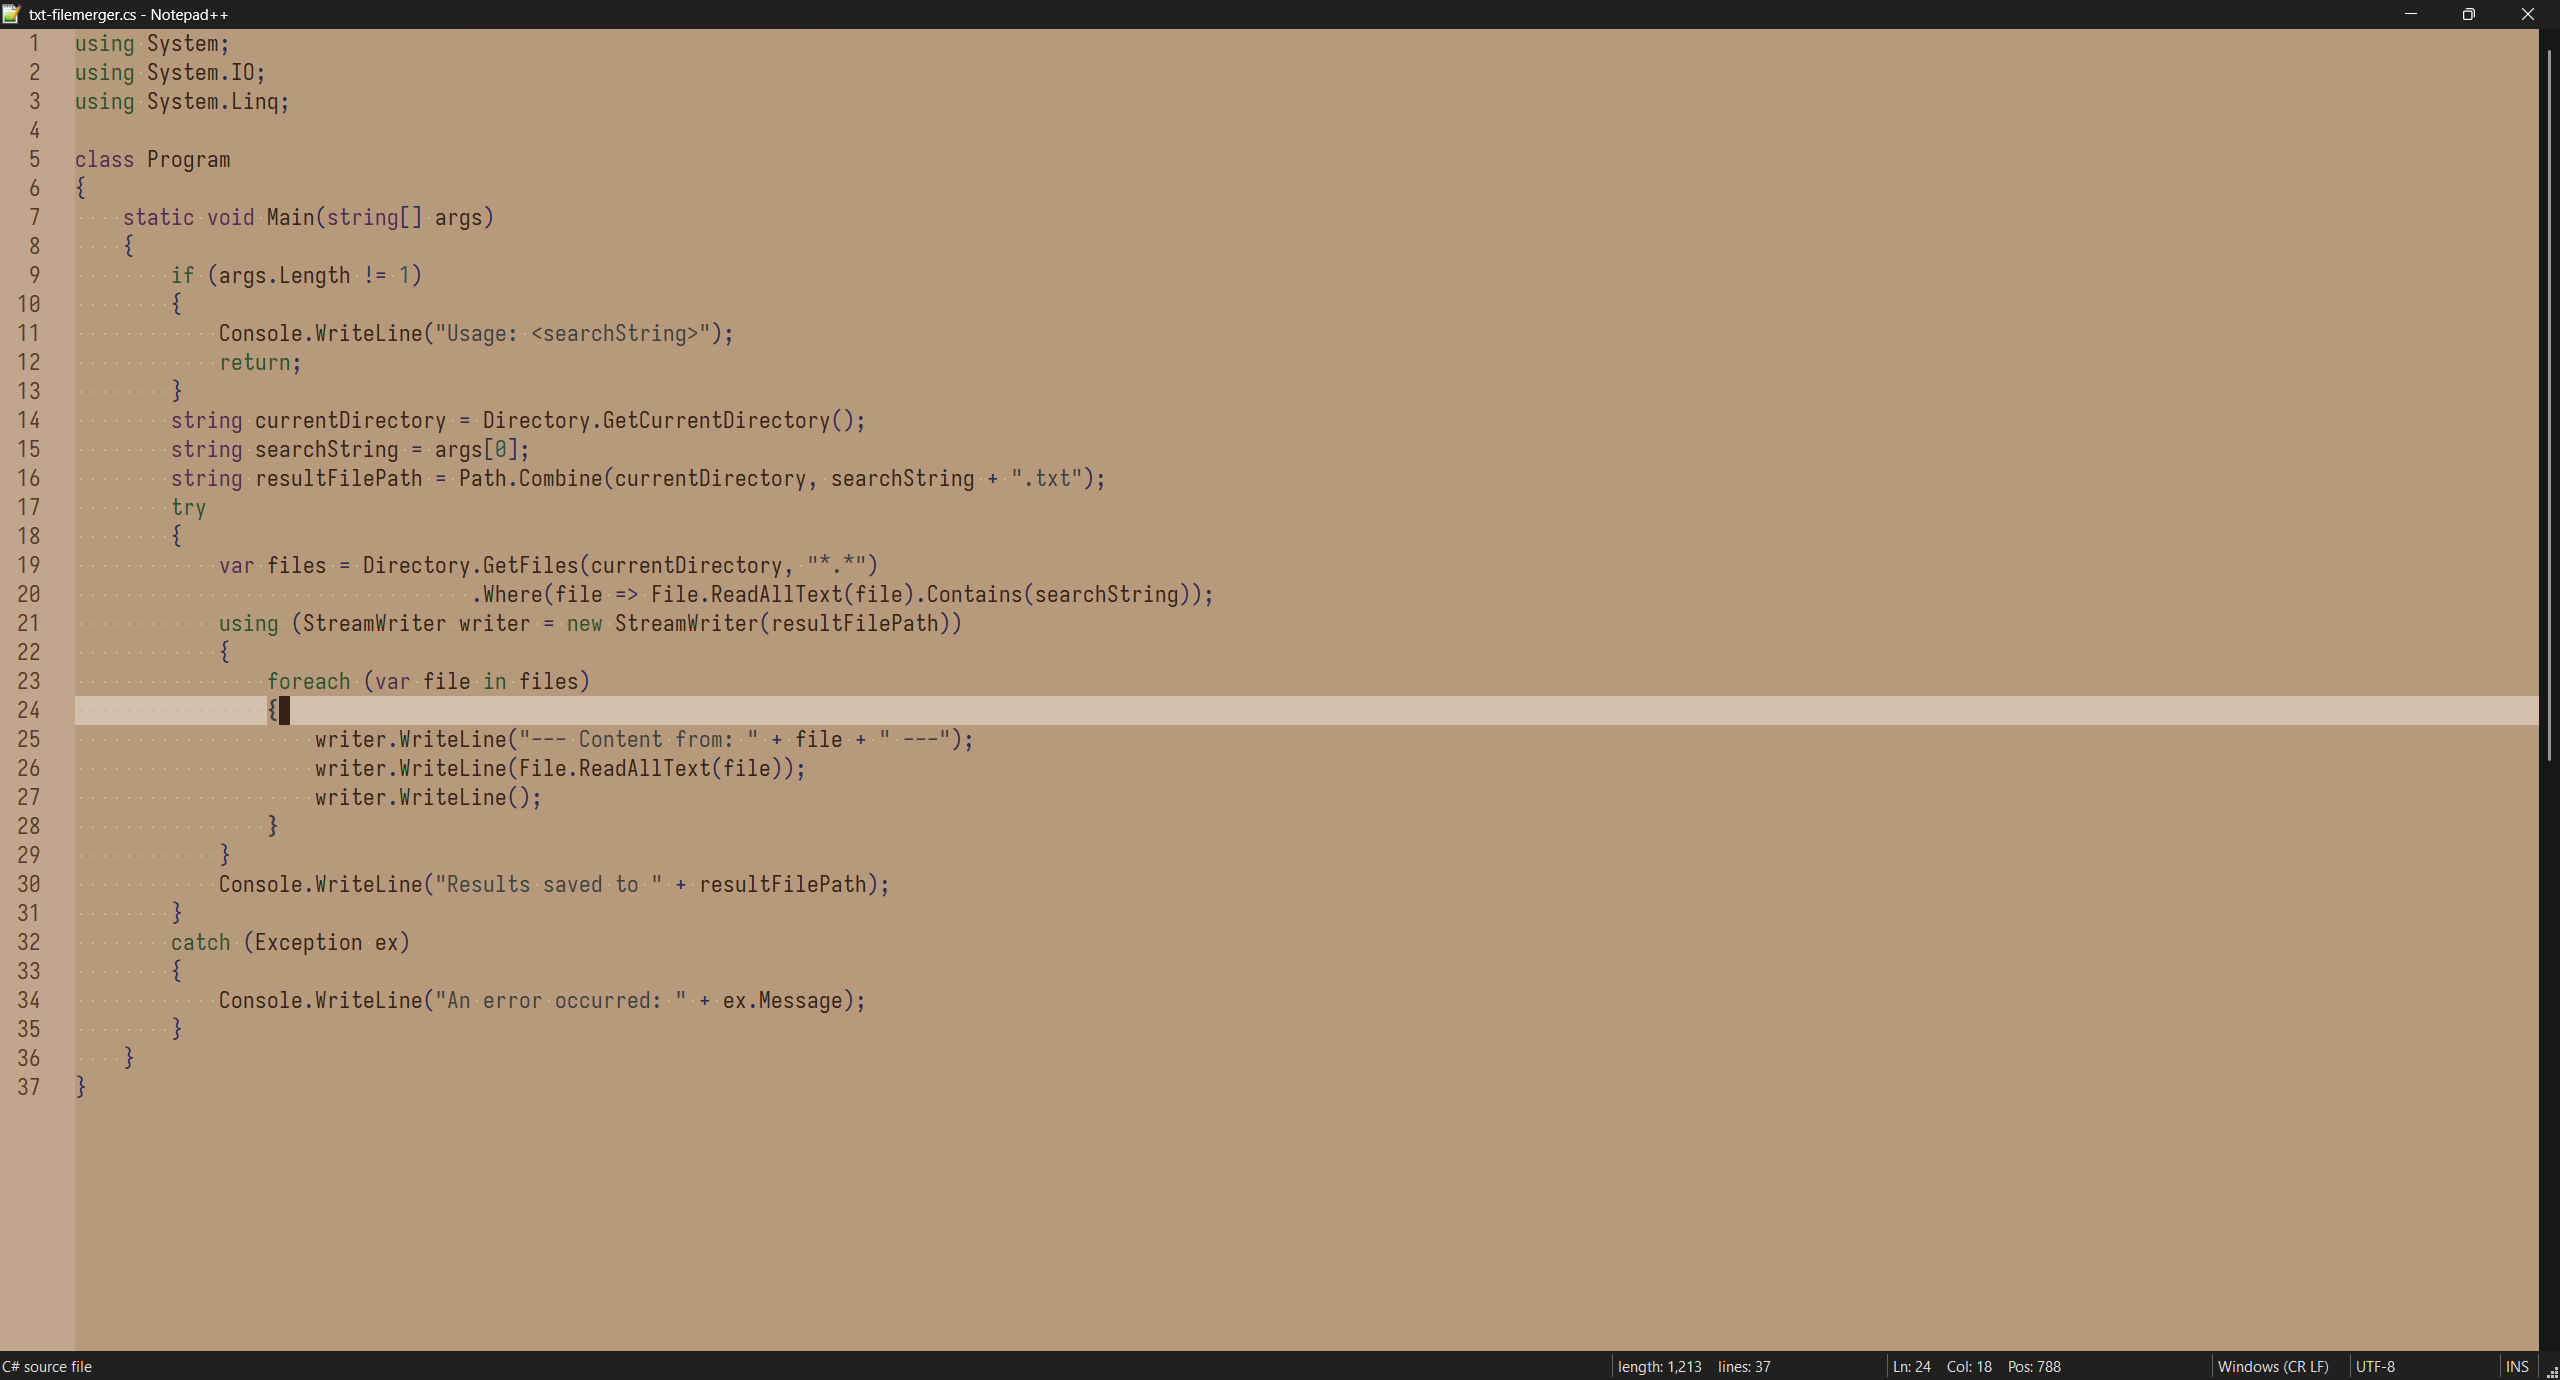 txt-filemerger.cs - Notepad++
1 using System;
2 using System.IO;
3 using System.Linq;
4
5 class Program
6 {
7     static void Main(string[] args)
8     {
9         if (args.Length != 1)
10         {
11             Console.WriteLine("Usage: <searchString>");
12             return;
13         }
14         string currentDirectory = Directory.GetCurrentDirectory();
15         string searchString = args[0];
16         string resultFilePath = Path.Combine(currentDirectory, searchString + ".txt");
17         try
18         {
19             var files = Directory.GetFiles(currentDirectory, "*.*")
20                                  .Where(file => File.ReadAllText(file).Contains(searchString));
21             using (StreamWriter writer = new StreamWriter(resultFilePath))
22             {
23                 foreach (var file in files)
24                 {
25                     writer.WriteLine("--- Content from: " + file + " ---");
26                     writer.WriteLine(File.ReadAllText(file));
27                     writer.WriteLine();
28                 }
29             }
30             Console.WriteLine("Results saved to " + resultFilePath);
31         }
32         catch (Exception ex)
33         {
34             Console.WriteLine("An error occurred: " + ex.Message);
35         }
36     }
37 }
C# source file length: 1,213 lines: 37 Ln: 24 Col: 18 Pos: 788 Windows (CR LF) UTF-8 INS